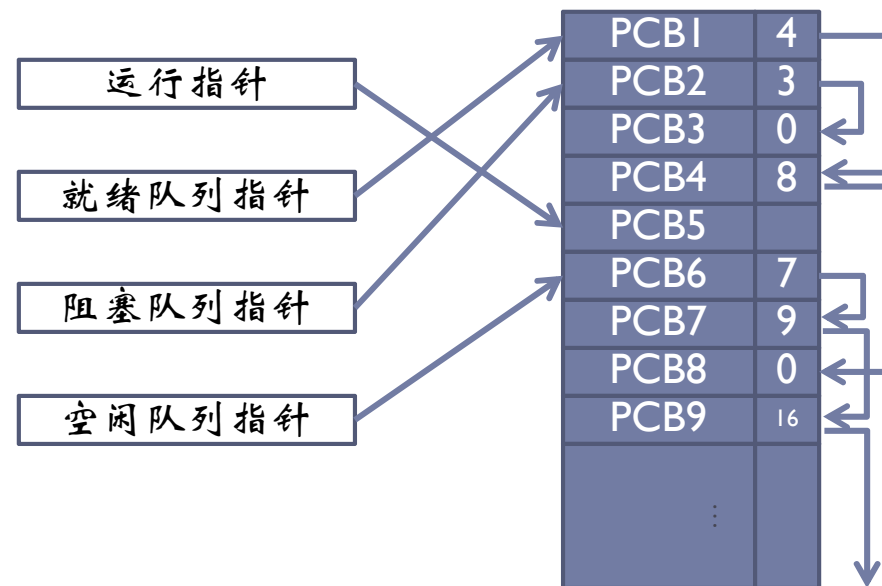 运行指针
就绪队列指针
阻塞队列指针
空闲队列指针
PCB1 4
PCB2 3
PCB3 0
PCB4 8
PCB5
PCB6 7
PCB7 9
PCB8 0
PCB9 16
⋮